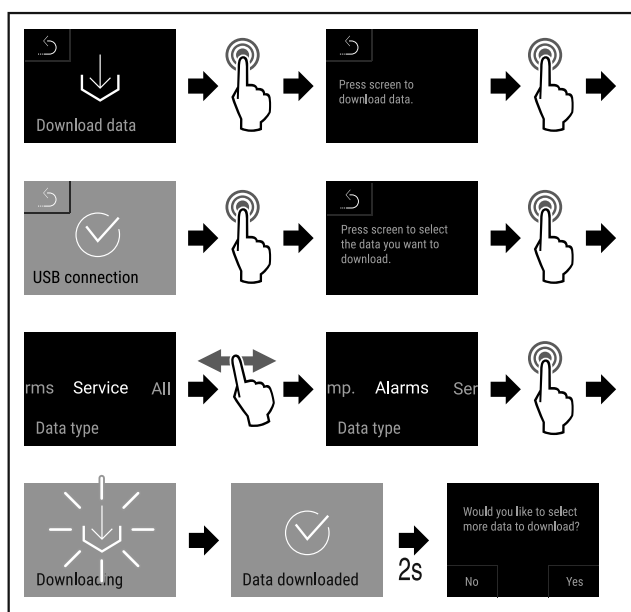 Download data
Press screen to
download data.
USB connection
Press screen to select
the data you want to
download.
rms Service All
Data type
mp. Alarms Ser
Data type
Downloading
Data downloaded
2s
Would you like to select
more data to download?
No Yes